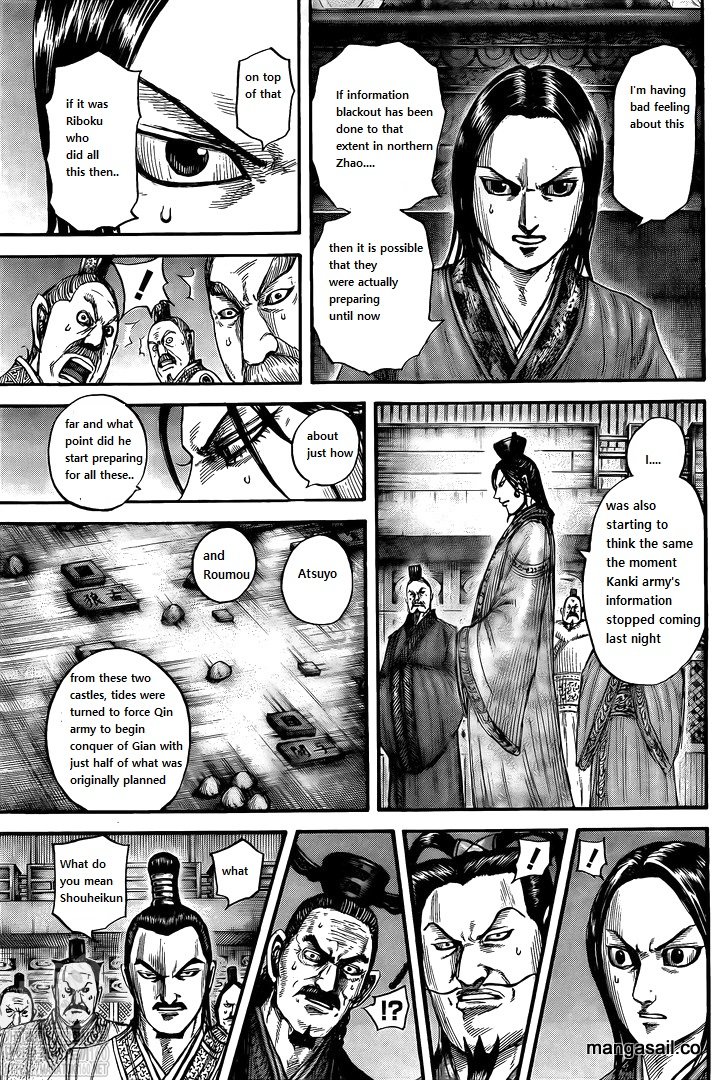 I'm having
bad feeling
about this
If information
blackout has been
done to that
extent in northern
Zhao....
then it is possible
that they
were actually
preparing
until now
on top
of that
if it was
Riboku
who
did all
this then..
!
about
just how
far and what
point did he
start preparing
for all these..
I....
was also
starting to
think the same
the moment
Kanki army's
information
stopped coming
last night
Atsuyo
and
Roumou
from these two
castles, tides were
turned to force Qin
army to begin
conquer of Gian with
just half of what was
originally planned
!
!
!?
what
What do
you mean
Shouheikun
mangasail.co